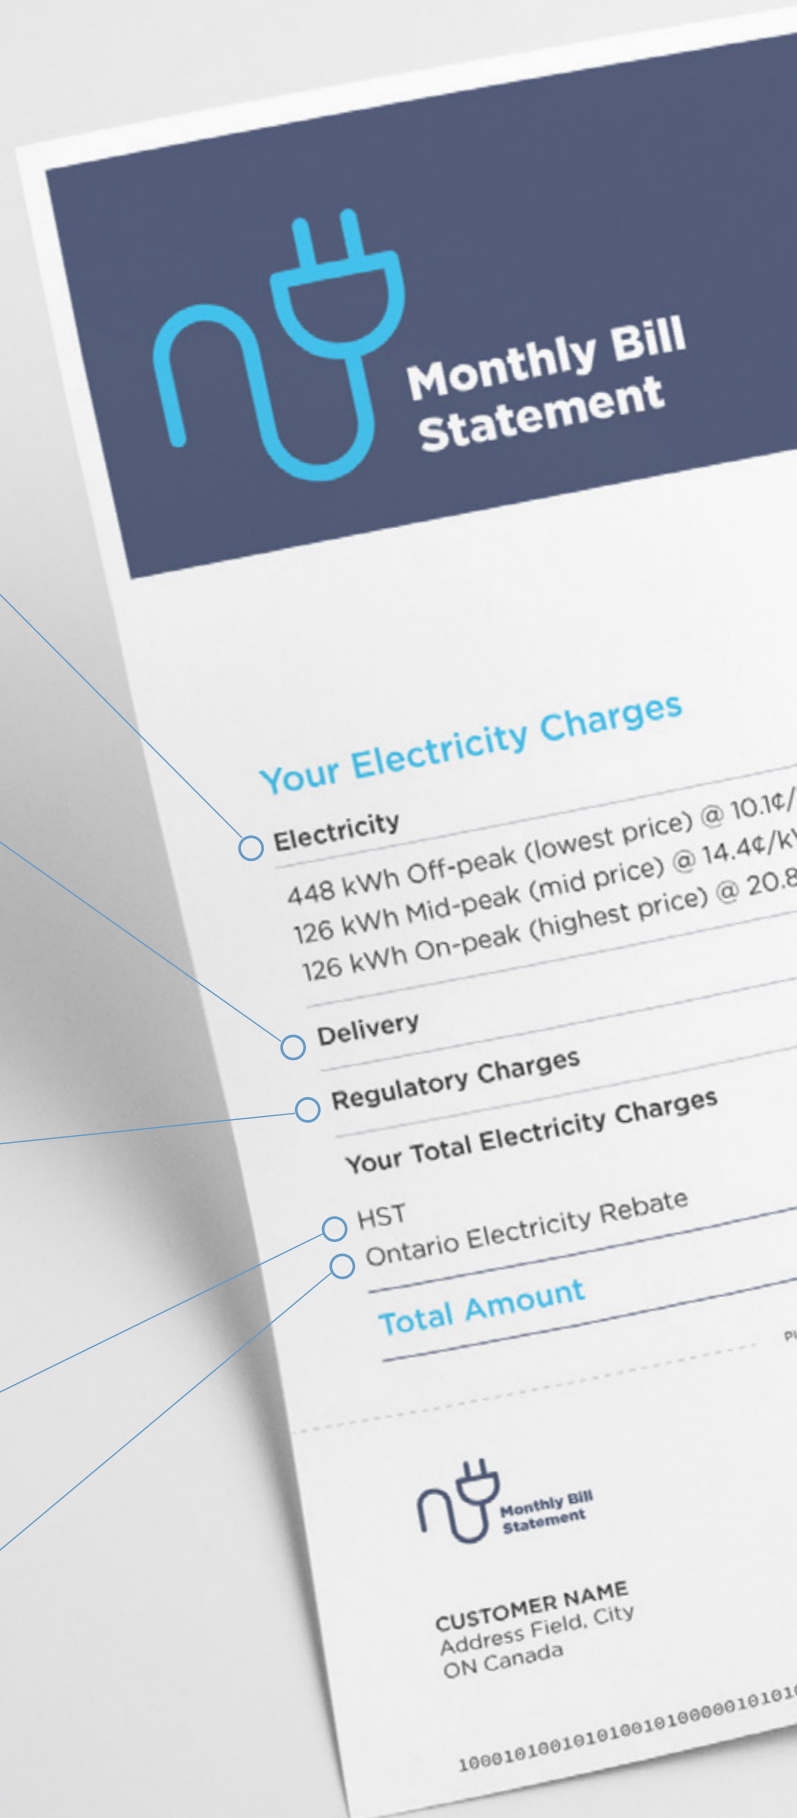 Monthly Bill
Statement
Your Electricity Charges
Electricity
448 kWh Off-peak (lowest price) @ 10.1¢/
126 kWh Mid-peak (mid price) @ 14.4¢/k
126 kWh On-peak (highest price) @ 20.8
Delivery
Regulatory Charges
Your Total Electricity Charges
HST
Ontario Electricity Rebate
Total Amount
Monthly Bill
Statement
CUSTOMER NAME
Address Field, City
ON Canada